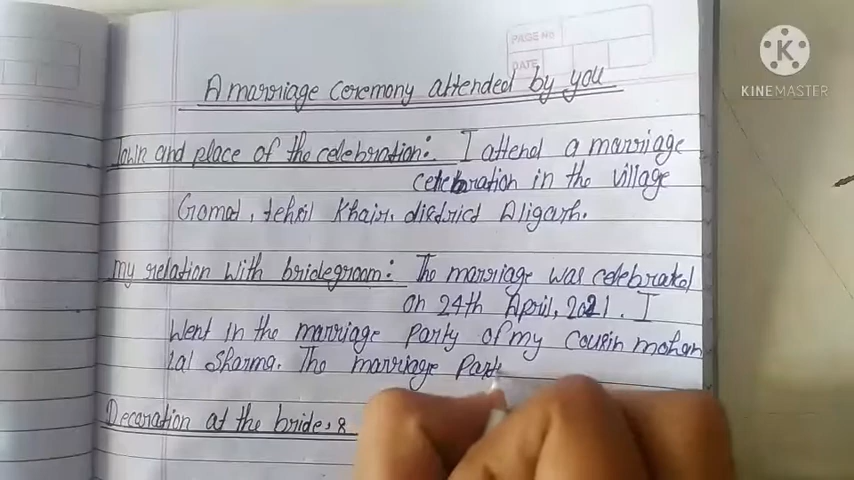 PAGE No
DATE
K
KINEMASTER
A marriage ceremony attended by you
Town and place of the celebration: I attend a marriage
celebration in the village
Gomat, tehsil Khair, district Aligarh.
my relation with bridegroom: The marriage was celebrated
on 24th April, 2021. I
went in the marriage party of my cousin mohan
lal Sharma. The marriage Part
Decoration at the bride,s